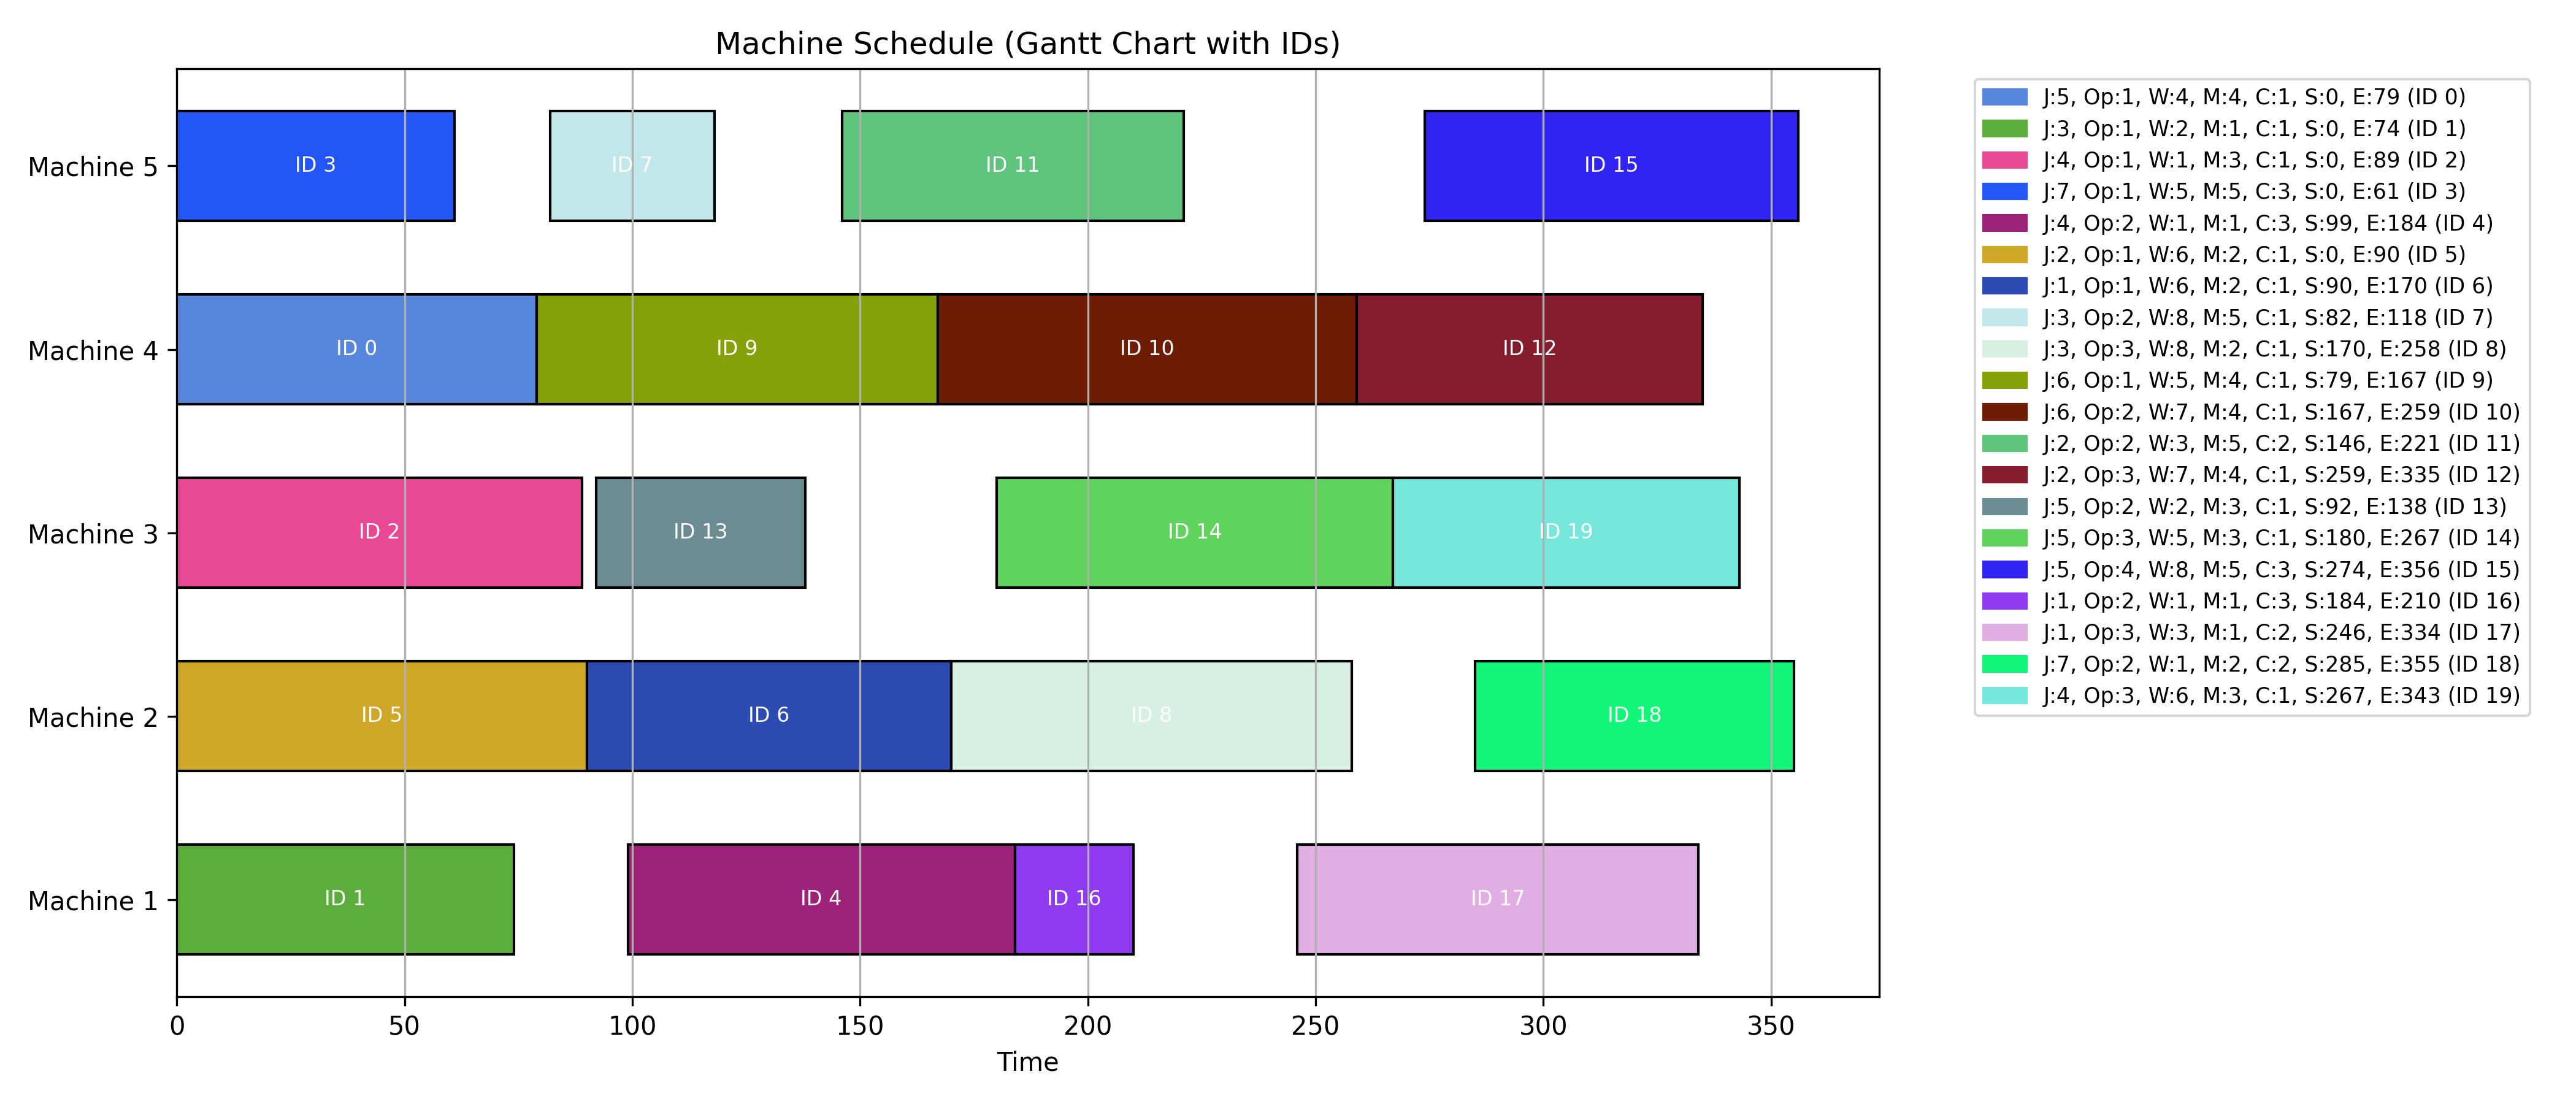 Machine Schedule (Gantt Chart with IDs)
Machine 5
ID 3
ID 7
ID 11
ID 15
Machine 4
ID 0
ID 9
ID 10
ID 12
Machine 3
ID 2
ID 13
ID 14
ID 19
Machine 2
ID 5
ID 6
ID 8
ID 18
Machine 1
ID 1
ID 4
ID 16
ID 17
0 50 100 150 200 250 300 350
Time
J:5, Op:1, W:4, M:4, C:1, S:0, E:79 (ID 0)
J:3, Op:1, W:2, M:1, C:1, S:0, E:74 (ID 1)
J:4, Op:1, W:1, M:3, C:1, S:0, E:89 (ID 2)
J:7, Op:1, W:5, M:5, C:3, S:0, E:61 (ID 3)
J:4, Op:2, W:1, M:1, C:3, S:99, E:184 (ID 4)
J:2, Op:1, W:6, M:2, C:1, S:0, E:90 (ID 5)
J:1, Op:1, W:6, M:2, C:1, S:90, E:170 (ID 6)
J:3, Op:2, W:8, M:5, C:1, S:82, E:118 (ID 7)
J:3, Op:3, W:8, M:2, C:1, S:170, E:258 (ID 8)
J:6, Op:1, W:5, M:4, C:1, S:79, E:167 (ID 9)
J:6, Op:2, W:7, M:4, C:1, S:167, E:259 (ID 10)
J:2, Op:2, W:3, M:5, C:2, S:146, E:221 (ID 11)
J:2, Op:3, W:7, M:4, C:1, S:259, E:335 (ID 12)
J:5, Op:2, W:2, M:3, C:1, S:92, E:138 (ID 13)
J:5, Op:3, W:5, M:3, C:1, S:180, E:267 (ID 14)
J:5, Op:4, W:8, M:5, C:3, S:274, E:356 (ID 15)
J:1, Op:2, W:1, M:1, C:3, S:184, E:210 (ID 16)
J:1, Op:3, W:3, M:1, C:2, S:246, E:334 (ID 17)
J:7, Op:2, W:1, M:2, C:2, S:285, E:355 (ID 18)
J:4, Op:3, W:6, M:3, C:1, S:267, E:343 (ID 19)